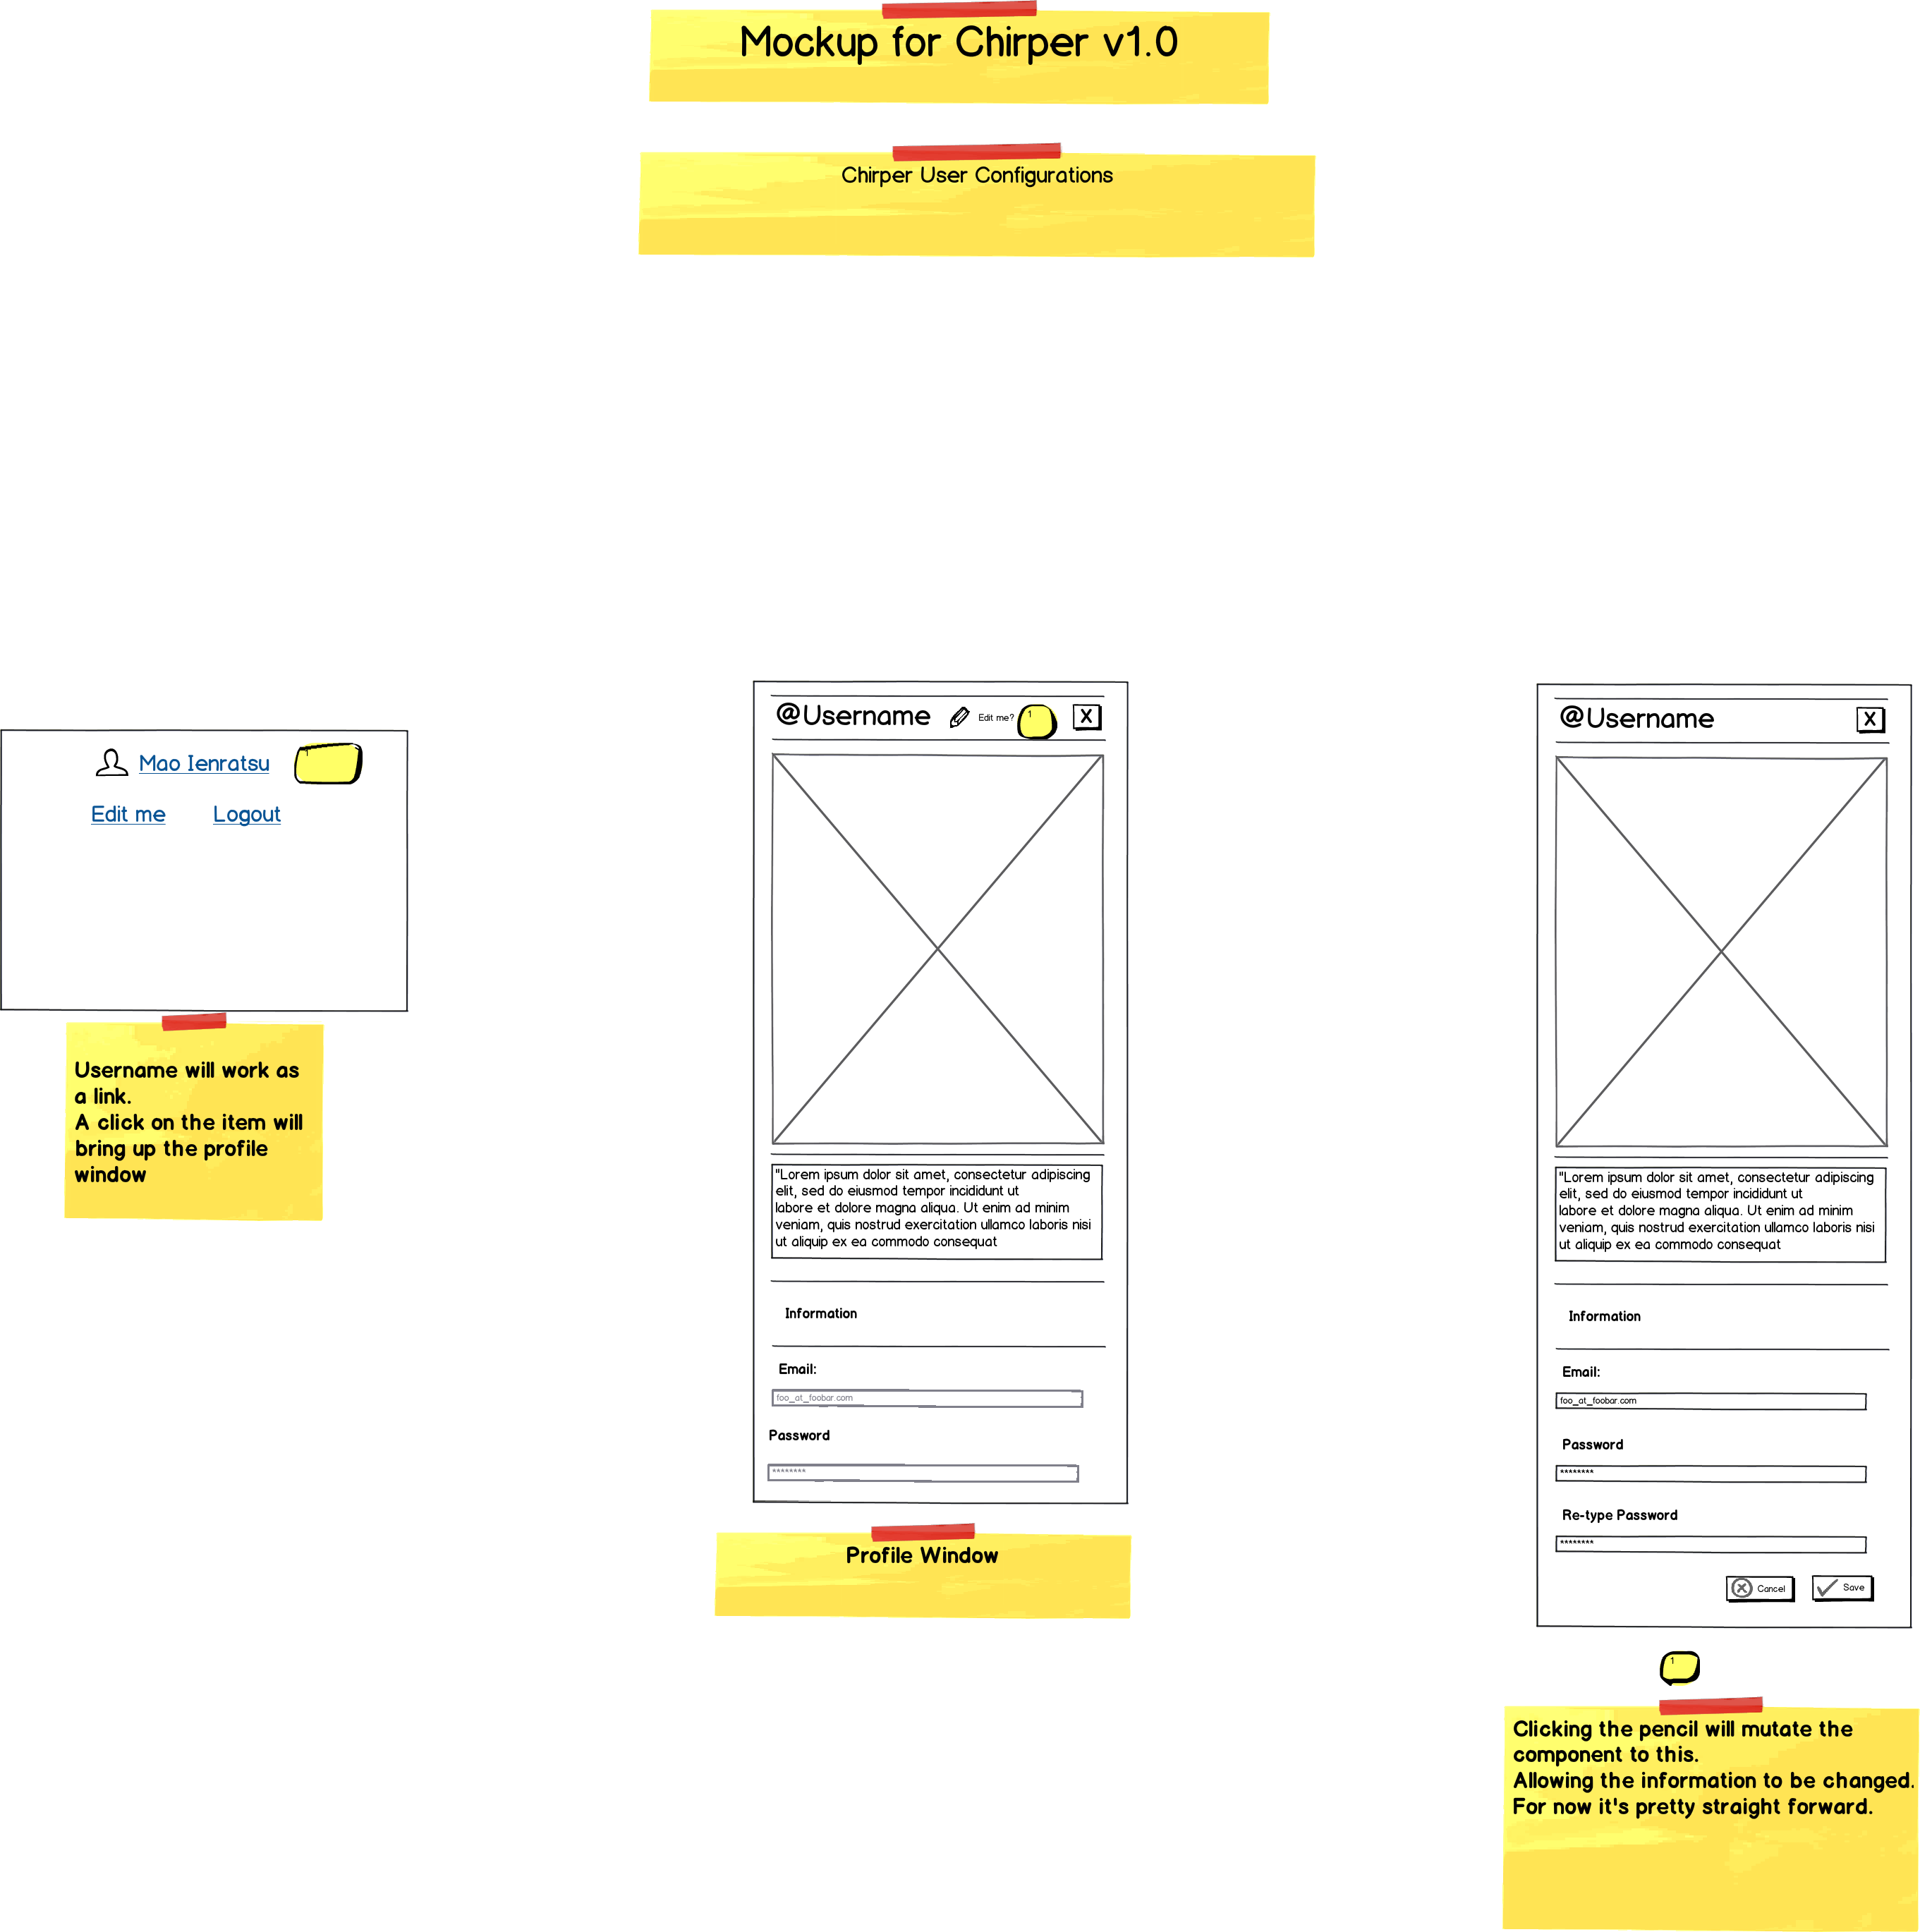 Mockup for Chirper v1.0
Chirper User Configurations
Mao Ienratsu
1
Edit me
Logout
Username will work as
a link.
A click on the item will
bring up the profile
window
@Username
Edit me?
1
X
"Lorem ipsum dolor sit amet, consectetur adipiscing
elit, sed do eiusmod tempor incididunt ut
labore et dolore magna aliqua. Ut enim ad minim
veniam, quis nostrud exercitation ullamco laboris nisi
ut aliquip ex ea commodo consequat
Information
Email:
foo_at_foobar.com
Password
********
Profile Window
@Username
X
"Lorem ipsum dolor sit amet, consectetur adipiscing
elit, sed do eiusmod tempor incididunt ut
labore et dolore magna aliqua. Ut enim ad minim
veniam, quis nostrud exercitation ullamco laboris nisi
ut aliquip ex ea commodo consequat
Information
Email:
foo_at_foobar.com
Password
********
Re-type Password
********
Cancel
Save
1
Clicking the pencil will mutate the
component to this.
Allowing the information to be changed.
For now it's pretty straight forward.